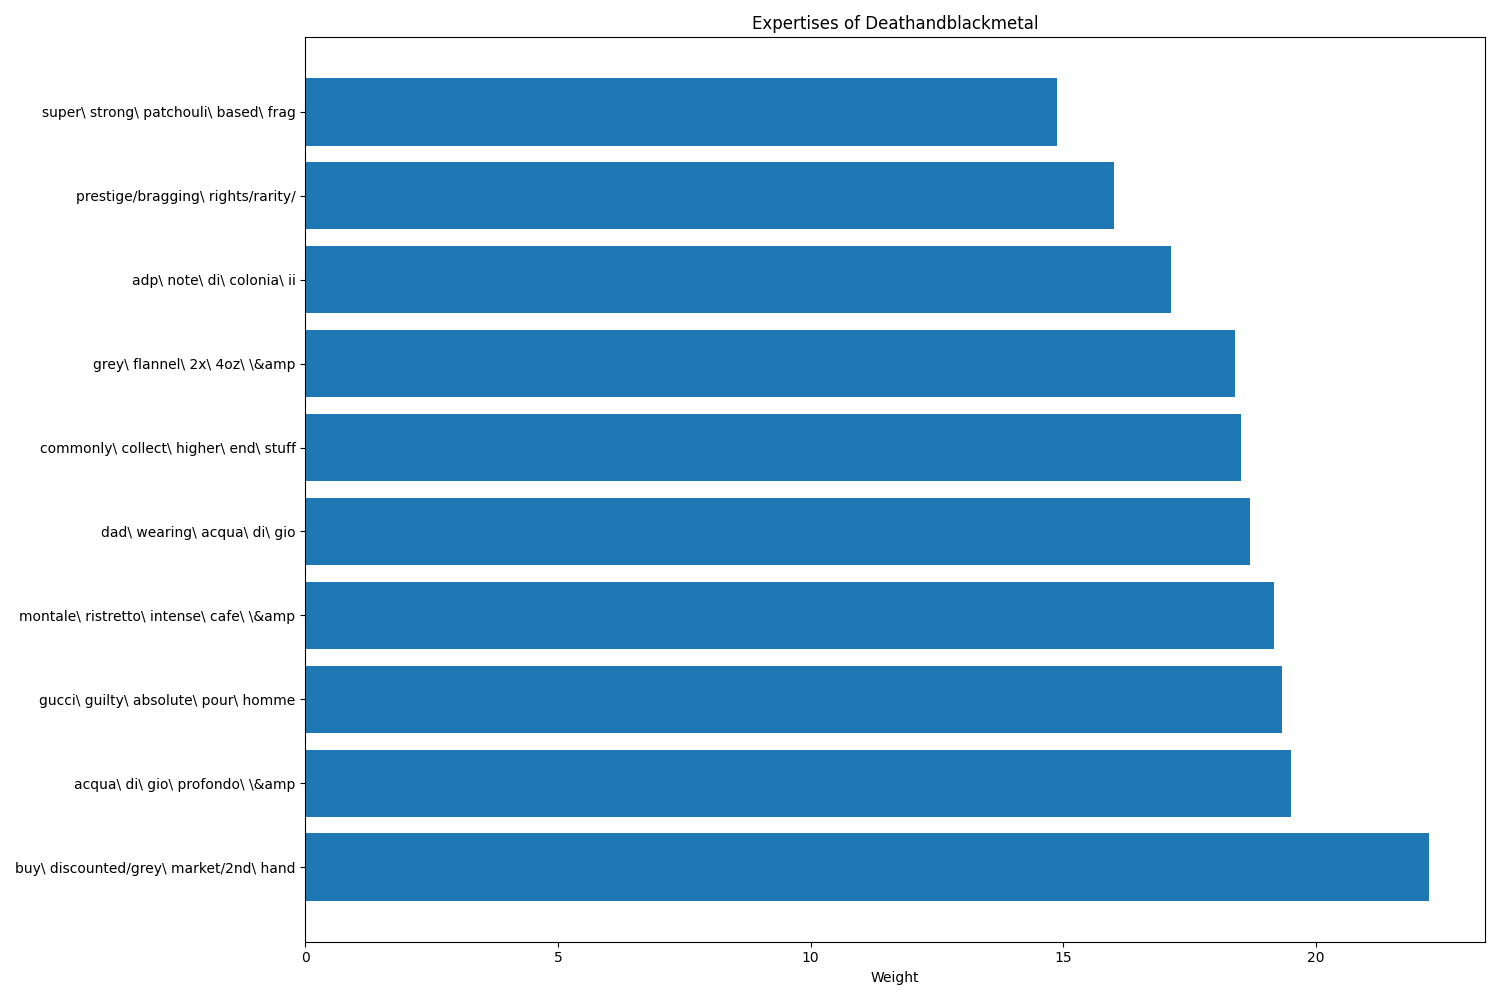 Expertises of Deathandblackmetal
super\ strong\ patchouli\ based\ frag
prestige/bragging\ rights/rarity/
adp\ note\ di\ colonia\ ii
grey\ flannel\ 2x\ 4oz\ \&amp
commonly\ collect\ higher\ end\ stuff
dad\ wearing\ acqua\ di\ gio
montale\ ristretto\ intense\ cafe\ \&amp
gucci\ guilty\ absolute\ pour\ homme
acqua\ di\ gio\ profondo\ \&amp
buy\ discounted/grey\ market/2nd\ hand
0 5 10 15 20
Weight